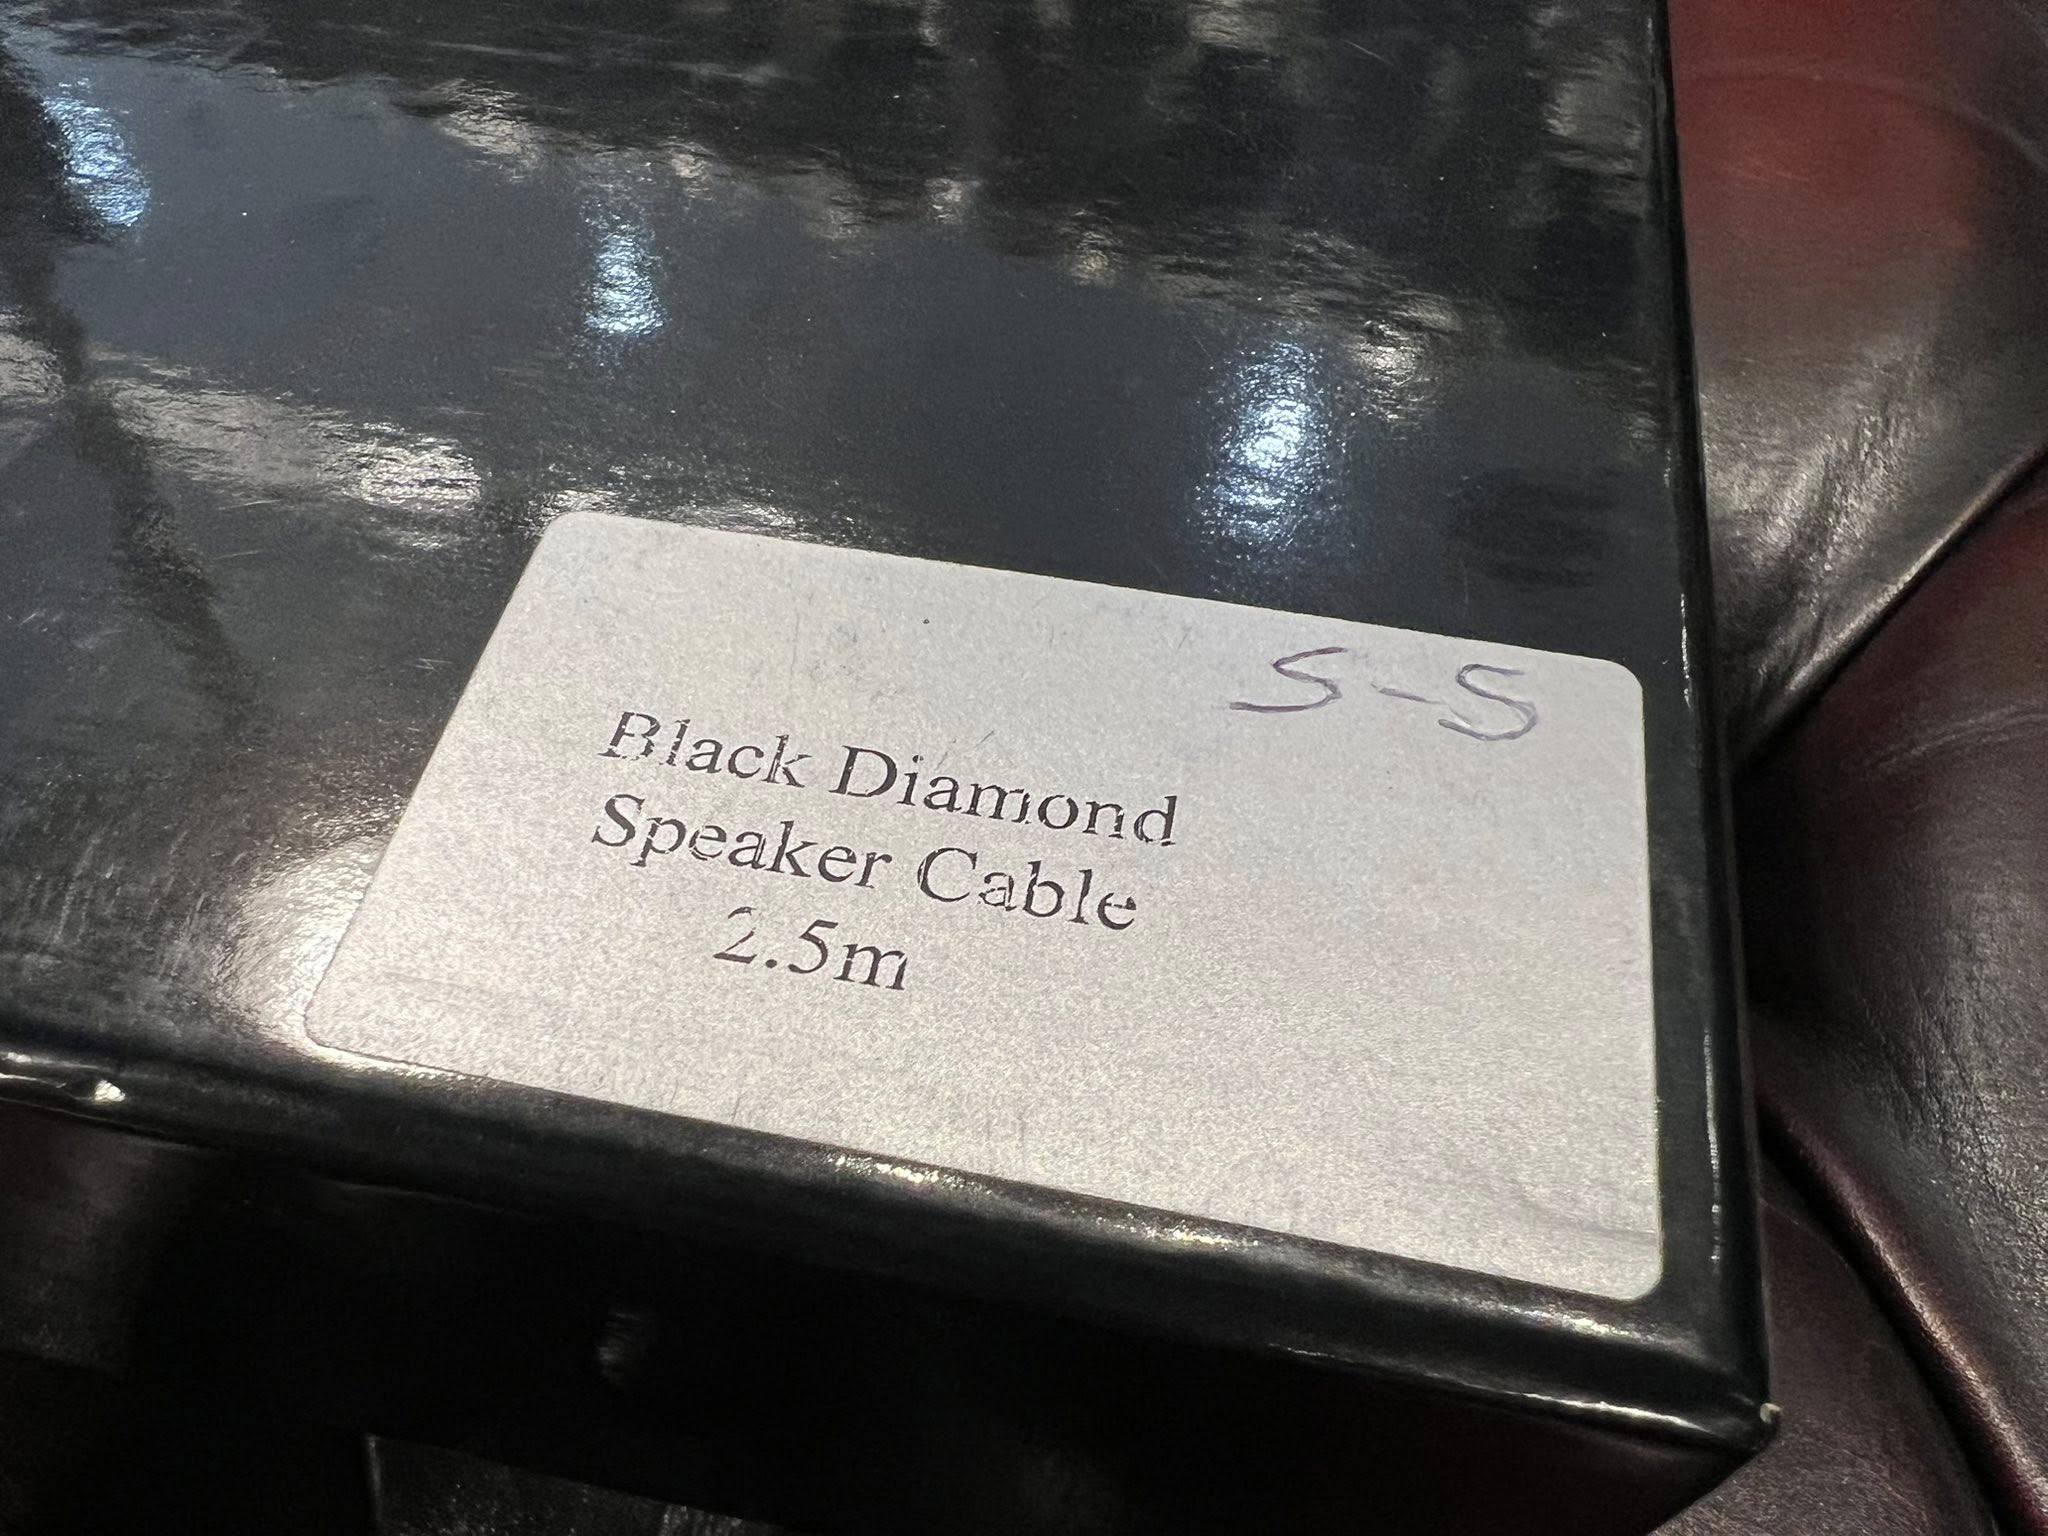 S-S
Black Diamond
Speaker Cable
2.5m